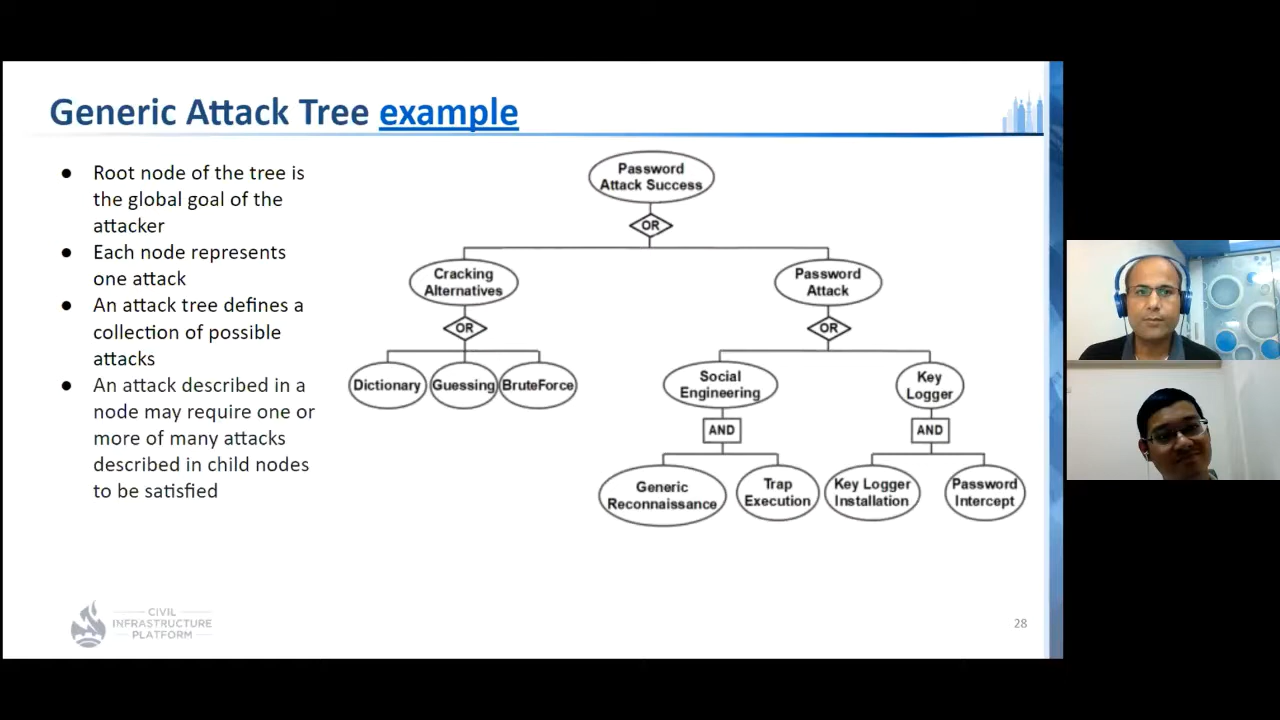 Generic Attack Tree example
● Root node of the tree is
the global goal of the
attacker
● Each node represents
one attack
● An attack tree defines a
collection of possible
attacks
● An attack described in a
node may require one or
more of many attacks
described in child nodes
to be satisfied
Password
Attack Success
OR
Cracking
Alternatives
Password
Attack
OR
OR
Dictionary
Guessing
BruteForce
Social
Engineering
Key
Logger
AND
AND
Generic
Reconnaissance
Trap
Execution
Key Logger
Installation
Password
Intercept
CIVIL
INFRASTRUCTURE
PLATFORM
28